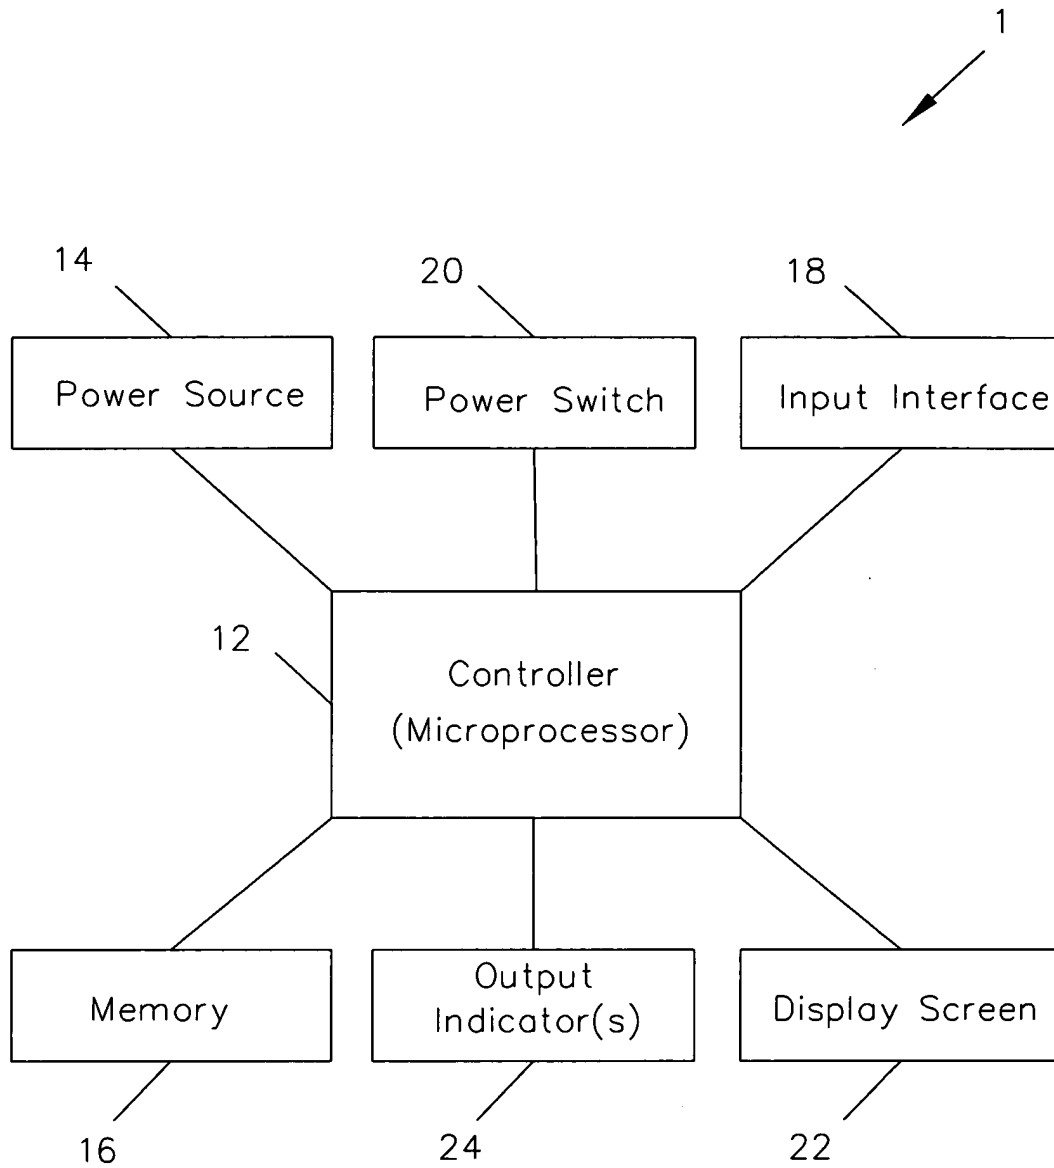 1
14
20
18
Power Source
Power Switch
Input Interface
12
Controller
(Microprocessor)
Memory
Output
Indicator(s)
Display Screen
16
24
22